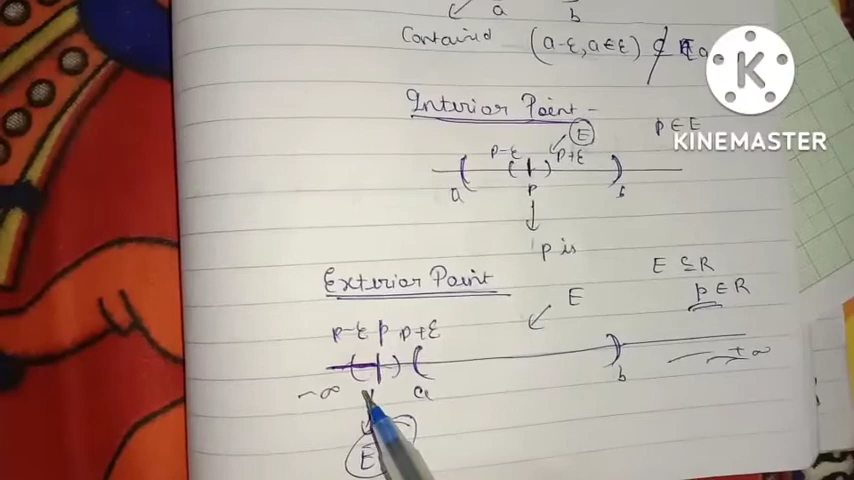 a b
Contained (a-ε, a∈ε) ⊄
K
KINEMASTER
Interior Point -
E p ∈ E
p-ε p+ε
a p b
p is
Exterior Point
E ⊆ R
p ∈ R
E
p-ε p p+ε
-∞ a b +∞
E